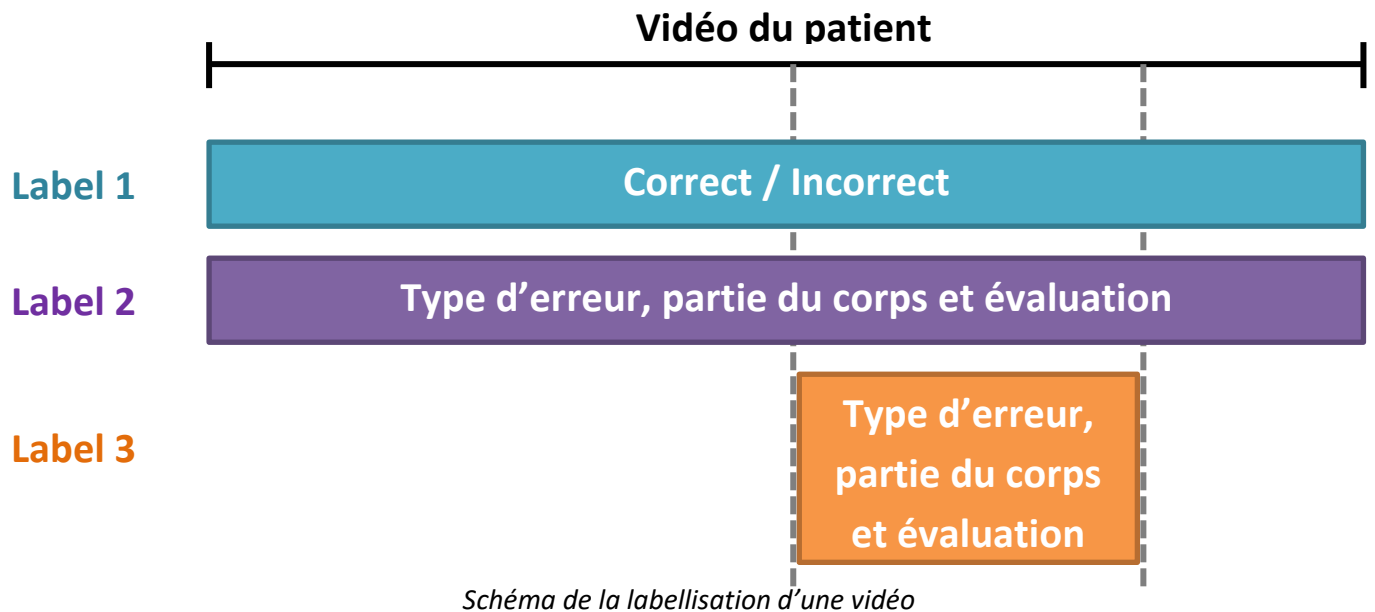 Vidéo du patient
Label 1
Correct / Incorrect
Label 2
Type d’erreur, partie du corps et évaluation
Label 3
Type d’erreur,
partie du corps
et évaluation
Schéma de la labellisation d’une vidéo